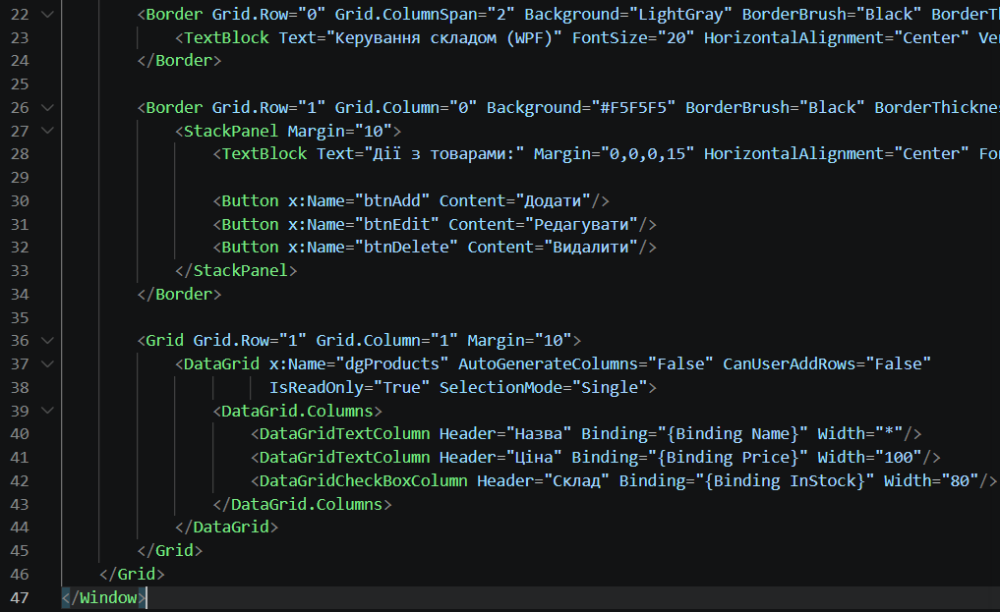 22 <Border Grid.Row="0" Grid.ColumnSpan="2" Background="LightGray" BorderBrush="Black"
23 <TextBlock Text="Керування складом (WPF)" FontSize="20" HorizontalAlignment="Center"
24 </Border>
25
26 <Border Grid.Row="1" Grid.Column="0" Background="#F5F5F5" BorderBrush="Black"
27 <StackPanel Margin="10">
28 <TextBlock Text="Дії з товарами:" Margin="0,0,0,15" HorizontalAlignment="Center"
29
30 <Button x:Name="btnAdd" Content="Додати"/>
31 <Button x:Name="btnEdit" Content="Редагувати"/>
32 <Button x:Name="btnDelete" Content="Видалити"/>
33 </StackPanel>
34 </Border>
35
36 <Grid Grid.Row="1" Grid.Column="1" Margin="10">
37 <DataGrid x:Name="dgProducts" AutoGenerateColumns="False" CanUserAddRows="False"
38 IsReadOnly="True" SelectionMode="Single">
39 <DataGrid.Columns>
40 <DataGridTextColumn Header="Назва" Binding="{Binding Name}" Width="*"/>
41 <DataGridTextColumn Header="Ціна" Binding="{Binding Price}" Width="100"/>
42 <DataGridCheckBoxColumn Header="Склад" Binding="{Binding InStock}" Width="80"/>
43 </DataGrid.Columns>
44 </DataGrid>
45 </Grid>
46 </Grid>
47 </Window>